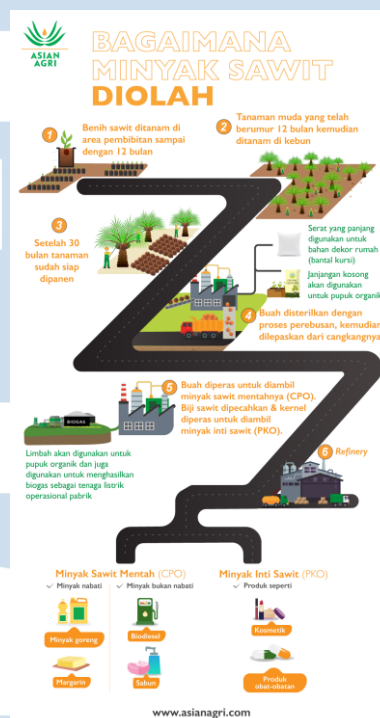 ASIAN
AGRI
BAGAIMANA
MINYAK SAWIT
DIOLAH
1
Benih sawit ditanam di
area pembibitan sampai
dengan 12 bulan
2
Tanaman muda yang telah
berumur 12 bulan kemudian
ditanam di kebun
3
Setelah 30
bulan tanaman
sudah siap
dipanen
Serat yang panjang
digunakan untuk
bahan dekor rumah
(bantal kursi)
Janjangan kosong
akan digunakan
untuk pupuk organik
4
Buah disterilkan dengan
proses perebusan, kemudian
dilepaskan dari cangkangnya
5
Buah diperas untuk diambil
minyak sawit mentahnya (CPO).
Biji sawit dipecahkan & kernel
diperas untuk diambil
minyak inti sawit (PKO).
BIOGAS
Limbah akan digunakan untuk
pupuk organik dan juga
digunakan untuk menghasilkan
biogas sebagai tenaga listrik
operasional pabrik
6
Refinery
Minyak Sawit Mentah (CPO)
Minyak nabati
Minyak bukan nabati
Minyak goreng
Biodiesel
Margarin
Sabun
Minyak Inti Sawit (PKO)
Produk seperti
Kosmetik
Produk
obat-obatan
www.asianagri.com